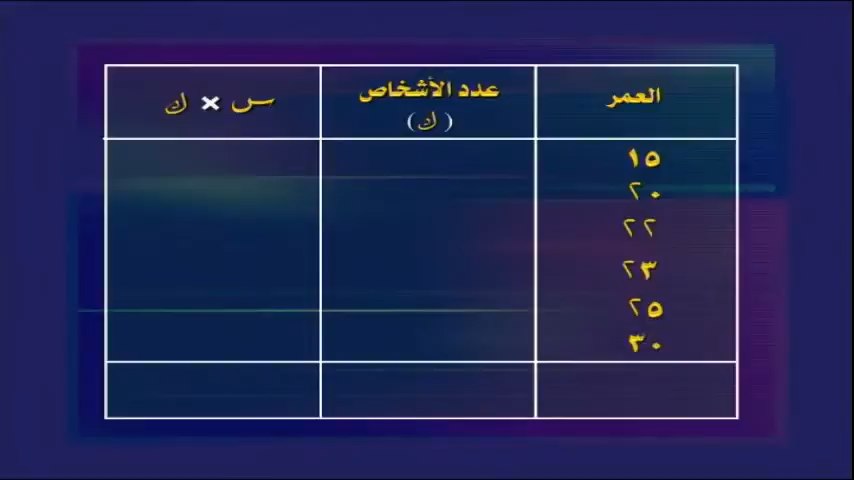 العمر
عدد الأشخاص
(ك)
س × ك
١٥
٢٠
٢٢
٢٣
٢٥
٣٠